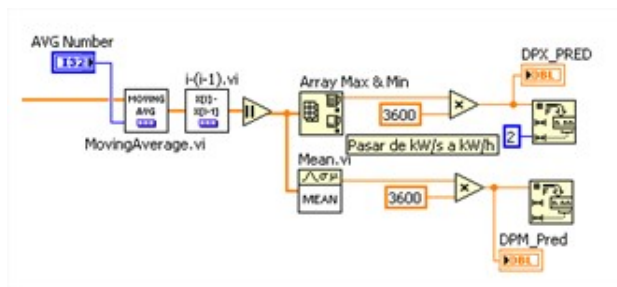 AVG Number
I32
MOVING
AVG
MovingAverage.vi
i-(i-1).vi
X[i]-
X[i-1]
Array Max & Min
3600
x
DPX_PRED
DBL
2
Pasar de kW/s a kW/h
Mean.vi
σμ
MEAN
3600
x
DPM_Pred
DBL